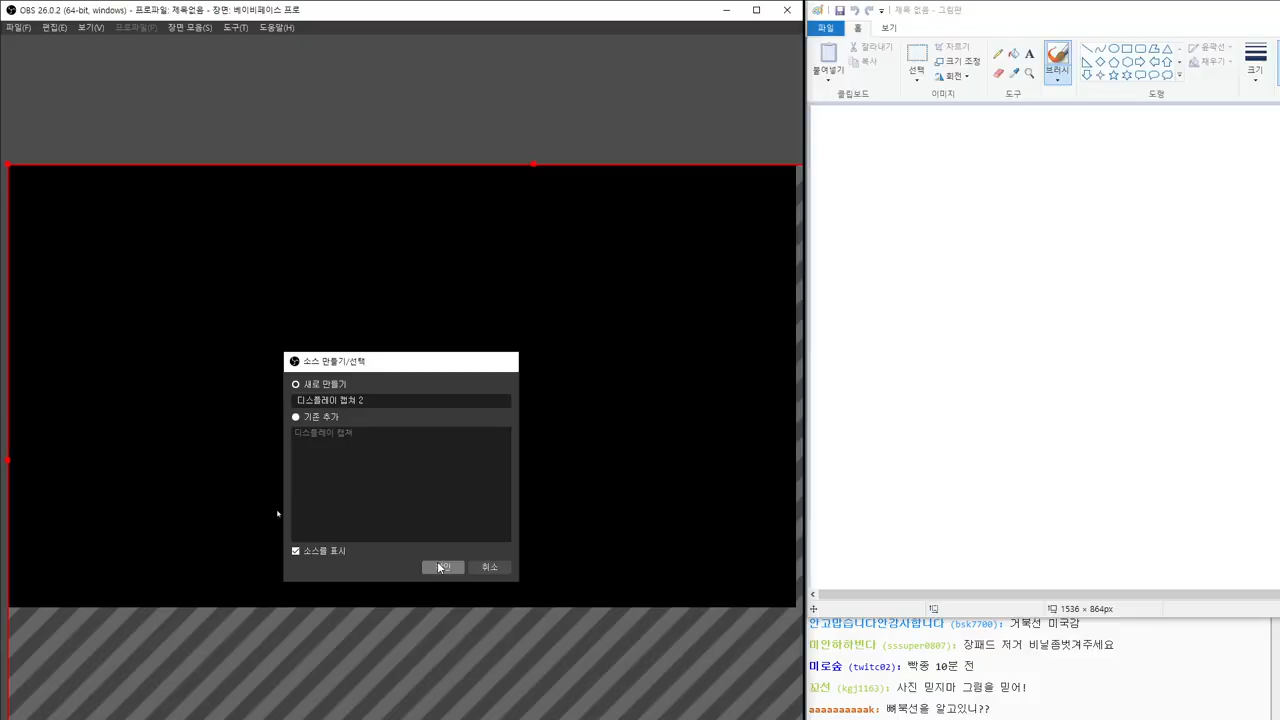 OBS 26.0.2 (64-bit, windows) - 프로파일: 제목없음 - 장면: 베이비페이스 프로
파일(F) 편집(E) 보기(V) 프로파일(P) 장면 모음(S) 도구(T) 도움말(H)
소스 만들기/선택
새로 만들기
디스플레이 캡쳐 2
기존 추가
디스플레이 캡쳐
소스를 표시
취소
제목 없음 - 그림판
파일 홈 보기
붙여넣기
잘라내기
복사
클립보드
선택
자르기
크기 조정
회전
이미지
A
도구
브러시
윤곽선
채우기
도형
크기
1536 × 864px
안고맙습니다안감사합니다 (bsk7700): 거북선 미국감
미안하하빈다 (sssuper0807): 장패드 저거 비닐좀벗겨주세요
미로숲 (twitc02): 빡종 10분 전
꼬선 (kgj1163): 사진 믿지마 그림을 믿어!
aaaaaaaaaak: 뼈북선을 알고있니??